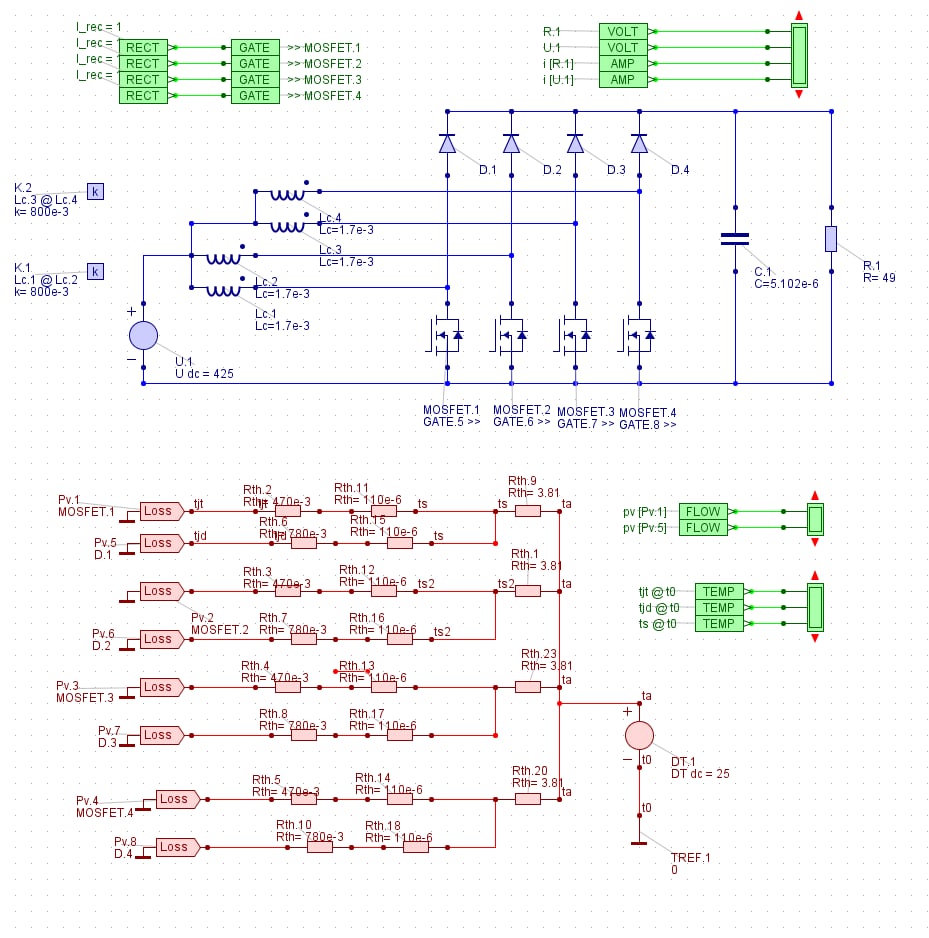 I_rec = 1
I_rec = 1
I_rec = 1
I_rec = 1
RECT GATE >> MOSFET.1
RECT GATE >> MOSFET.2
RECT GATE >> MOSFET.3
RECT GATE >> MOSFET.4
R.1 VOLT
U.1 VOLT
i [R.1] AMP
i [U.1] AMP
D.1 D.2 D.3 D.4
K.2
Lc.3 @ Lc.4
k= 800e-3
k
Lc.4
Lc=1.7e-3
Lc.3
Lc=1.7e-3
K.1
Lc.1 @ Lc.2
k= 800e-3
k
Lc.2
Lc=1.7e-3
Lc.1
Lc=1.7e-3
C.1
C=5.102e-6
R.1
R= 49
+
−
U.1
U dc = 425
MOSFET.1
GATE.5 >>
MOSFET.2
GATE.6 >>
MOSFET.3
GATE.7 >>
MOSFET.4
GATE.8 >>
Pv.1
MOSFET.1
Loss
tjt
tjt
Rth.2
Rth= 470e-3
Rth.11
Rth= 110e-6
ts
ts
Rth.9
Rth= 3.81
ta
Pv.5
D.1
Loss
tjd
tjd
Rth.6
Rth= 780e-3
Rth.15
Rth= 110e-6
ts
Loss
Pv.2
MOSFET.2
Rth.3
Rth= 470e-3
Rth.12
Rth= 110e-6
ts2
ts2
Rth.1
Rth= 3.81
ta
Pv.6
D.2
Loss
Rth.7
Rth= 780e-3
Rth.16
Rth= 110e-6
ts2
Pv.3
MOSFET.3
Loss
Rth.4
Rth= 470e-3
Rth.13
Rth= 110e-6
Rth.23
Rth= 3.81
ta
Pv.7
D.3
Loss
Rth.8
Rth= 780e-3
Rth.17
Rth= 110e-6
Pv.4
MOSFET.4
Loss
Rth.5
Rth= 470e-3
Rth.14
Rth= 110e-6
Rth.20
Rth= 3.81
ta
Pv.8
D.4
Loss
Rth.10
Rth= 780e-3
Rth.18
Rth= 110e-6
pv [Pv.1] FLOW
pv [Pv.5] FLOW
tjt @ t0 TEMP
tjd @ t0 TEMP
ts @ t0 TEMP
ta
+
−
t0
DT.1
DT dc = 25
t0
TREF.1
0